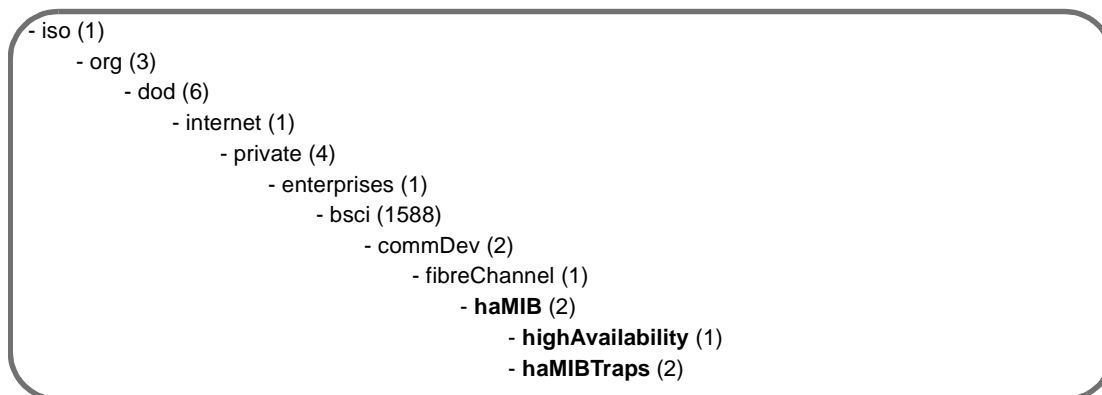 - iso (1)
- org (3)
- dod (6)
- internet (1)
- private (4)
- enterprises (1)
- bsci (1588)
- commDev (2)
- fibreChannel (1)
- haMIB (2)
- highAvailability (1)
- haMIBTraps (2)